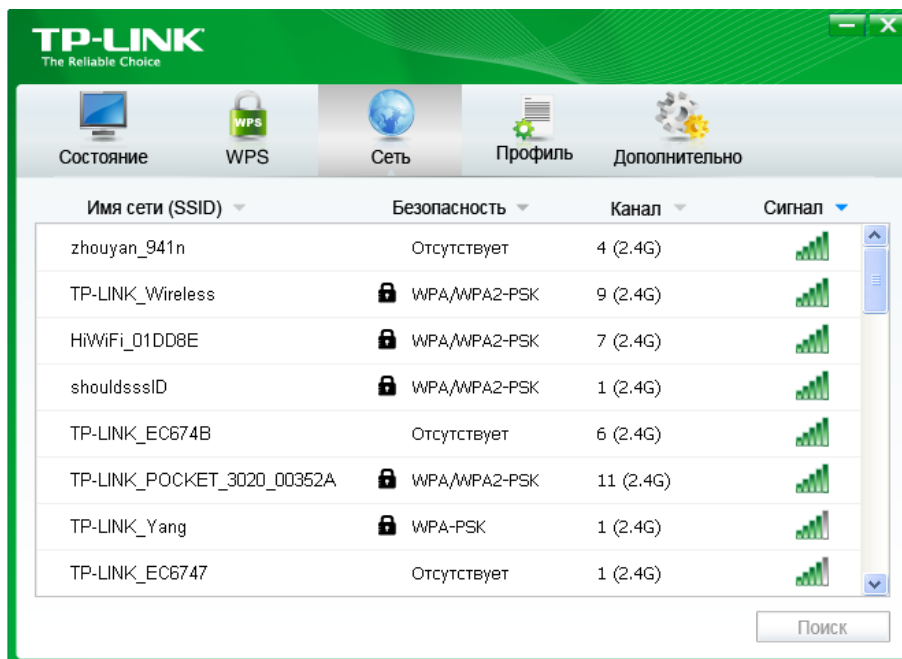 TP-LINK
The Reliable Choice
WPS
Состояние WPS Сеть Профиль Дополнительно
Имя сети (SSID) Безопасность Канал Сигнал
zhouyan_941n Отсутствует 4 (2.4G)
TP-LINK_Wireless WPA/WPA2-PSK 9 (2.4G)
HiWiFi_01DD8E WPA/WPA2-PSK 7 (2.4G)
shouldsssID WPA/WPA2-PSK 1 (2.4G)
TP-LINK_EC674B Отсутствует 6 (2.4G)
TP-LINK_POCKET_3020_00352A WPA/WPA2-PSK 11 (2.4G)
TP-LINK_Yang WPA-PSK 1 (2.4G)
TP-LINK_EC6747 Отсутствует 1 (2.4G)
Поиск